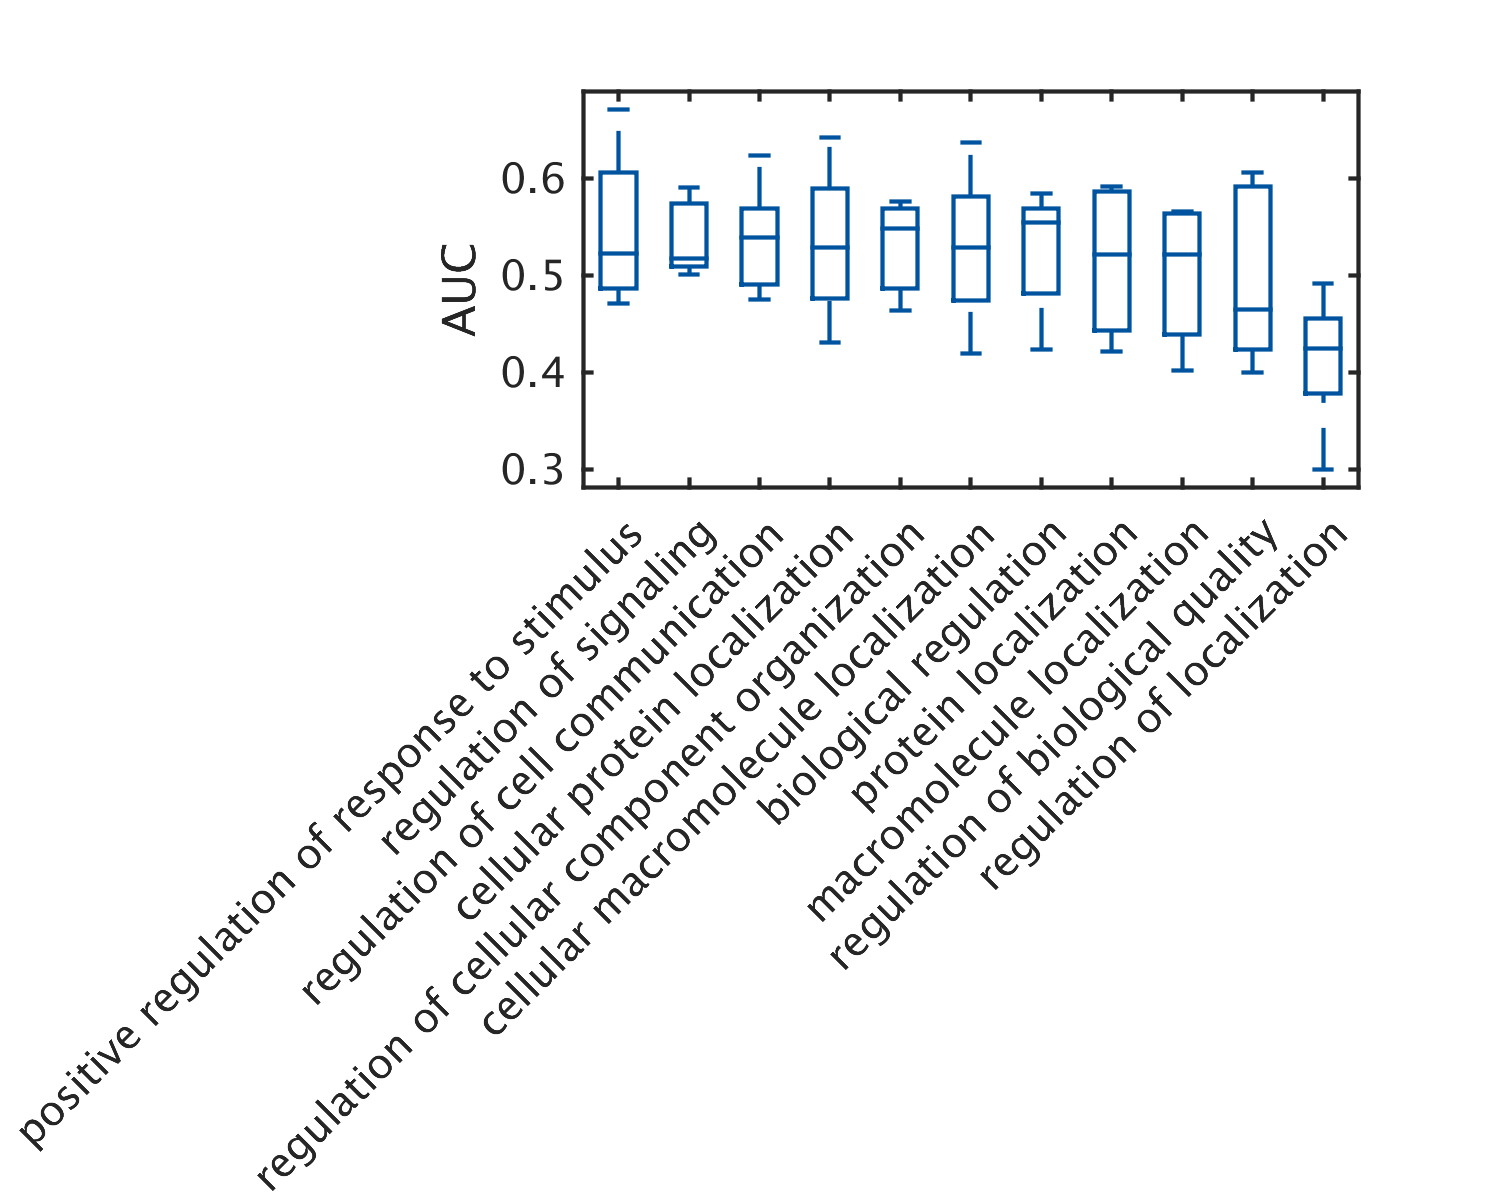 AUC
0.6
0.5
0.4
0.3
positive regulation of response to stimulus
regulation of signaling
regulation of cell communication
cellular protein localization
regulation of cellular component organization
cellular macromolecule localization
biological regulation
protein localization
macromolecule localization
regulation of biological quality
regulation of localization